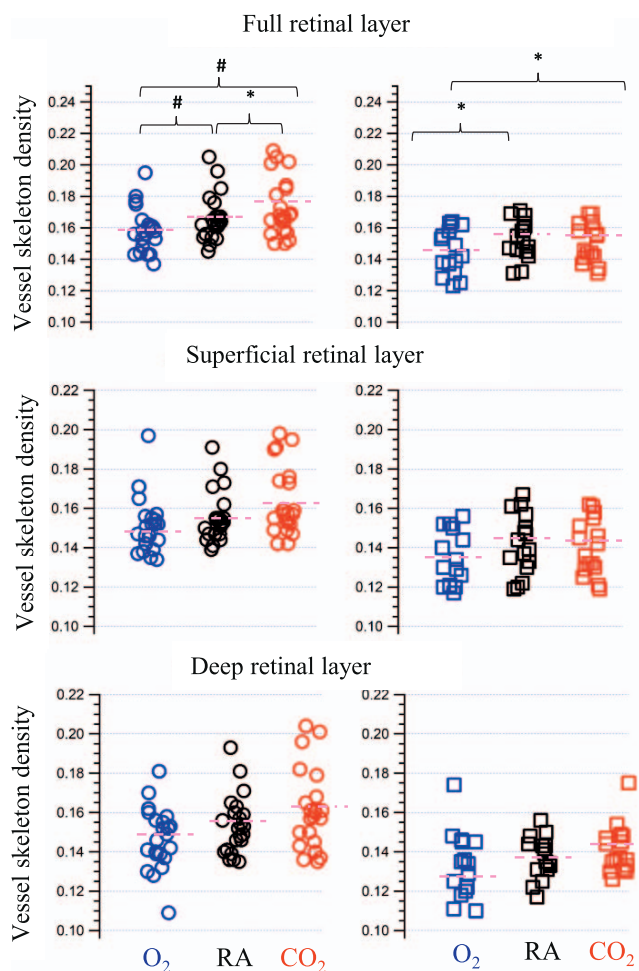 Full retinal layer
# # * * *
Vessel skeleton density
0.24 0.22 0.20 0.18 0.16 0.14 0.12 0.10
0.24 0.22 0.20 0.18 0.16 0.14 0.12 0.10
Superficial retinal layer
Vessel skeleton density
0.22 0.20 0.18 0.16 0.14 0.12 0.10
0.22 0.20 0.18 0.16 0.14 0.12 0.10
Deep retinal layer
Vessel skeleton density
0.22 0.20 0.18 0.16 0.14 0.12 0.10
0.22 0.20 0.18 0.16 0.14 0.12 0.10
O₂ RA CO₂ O₂ RA CO₂